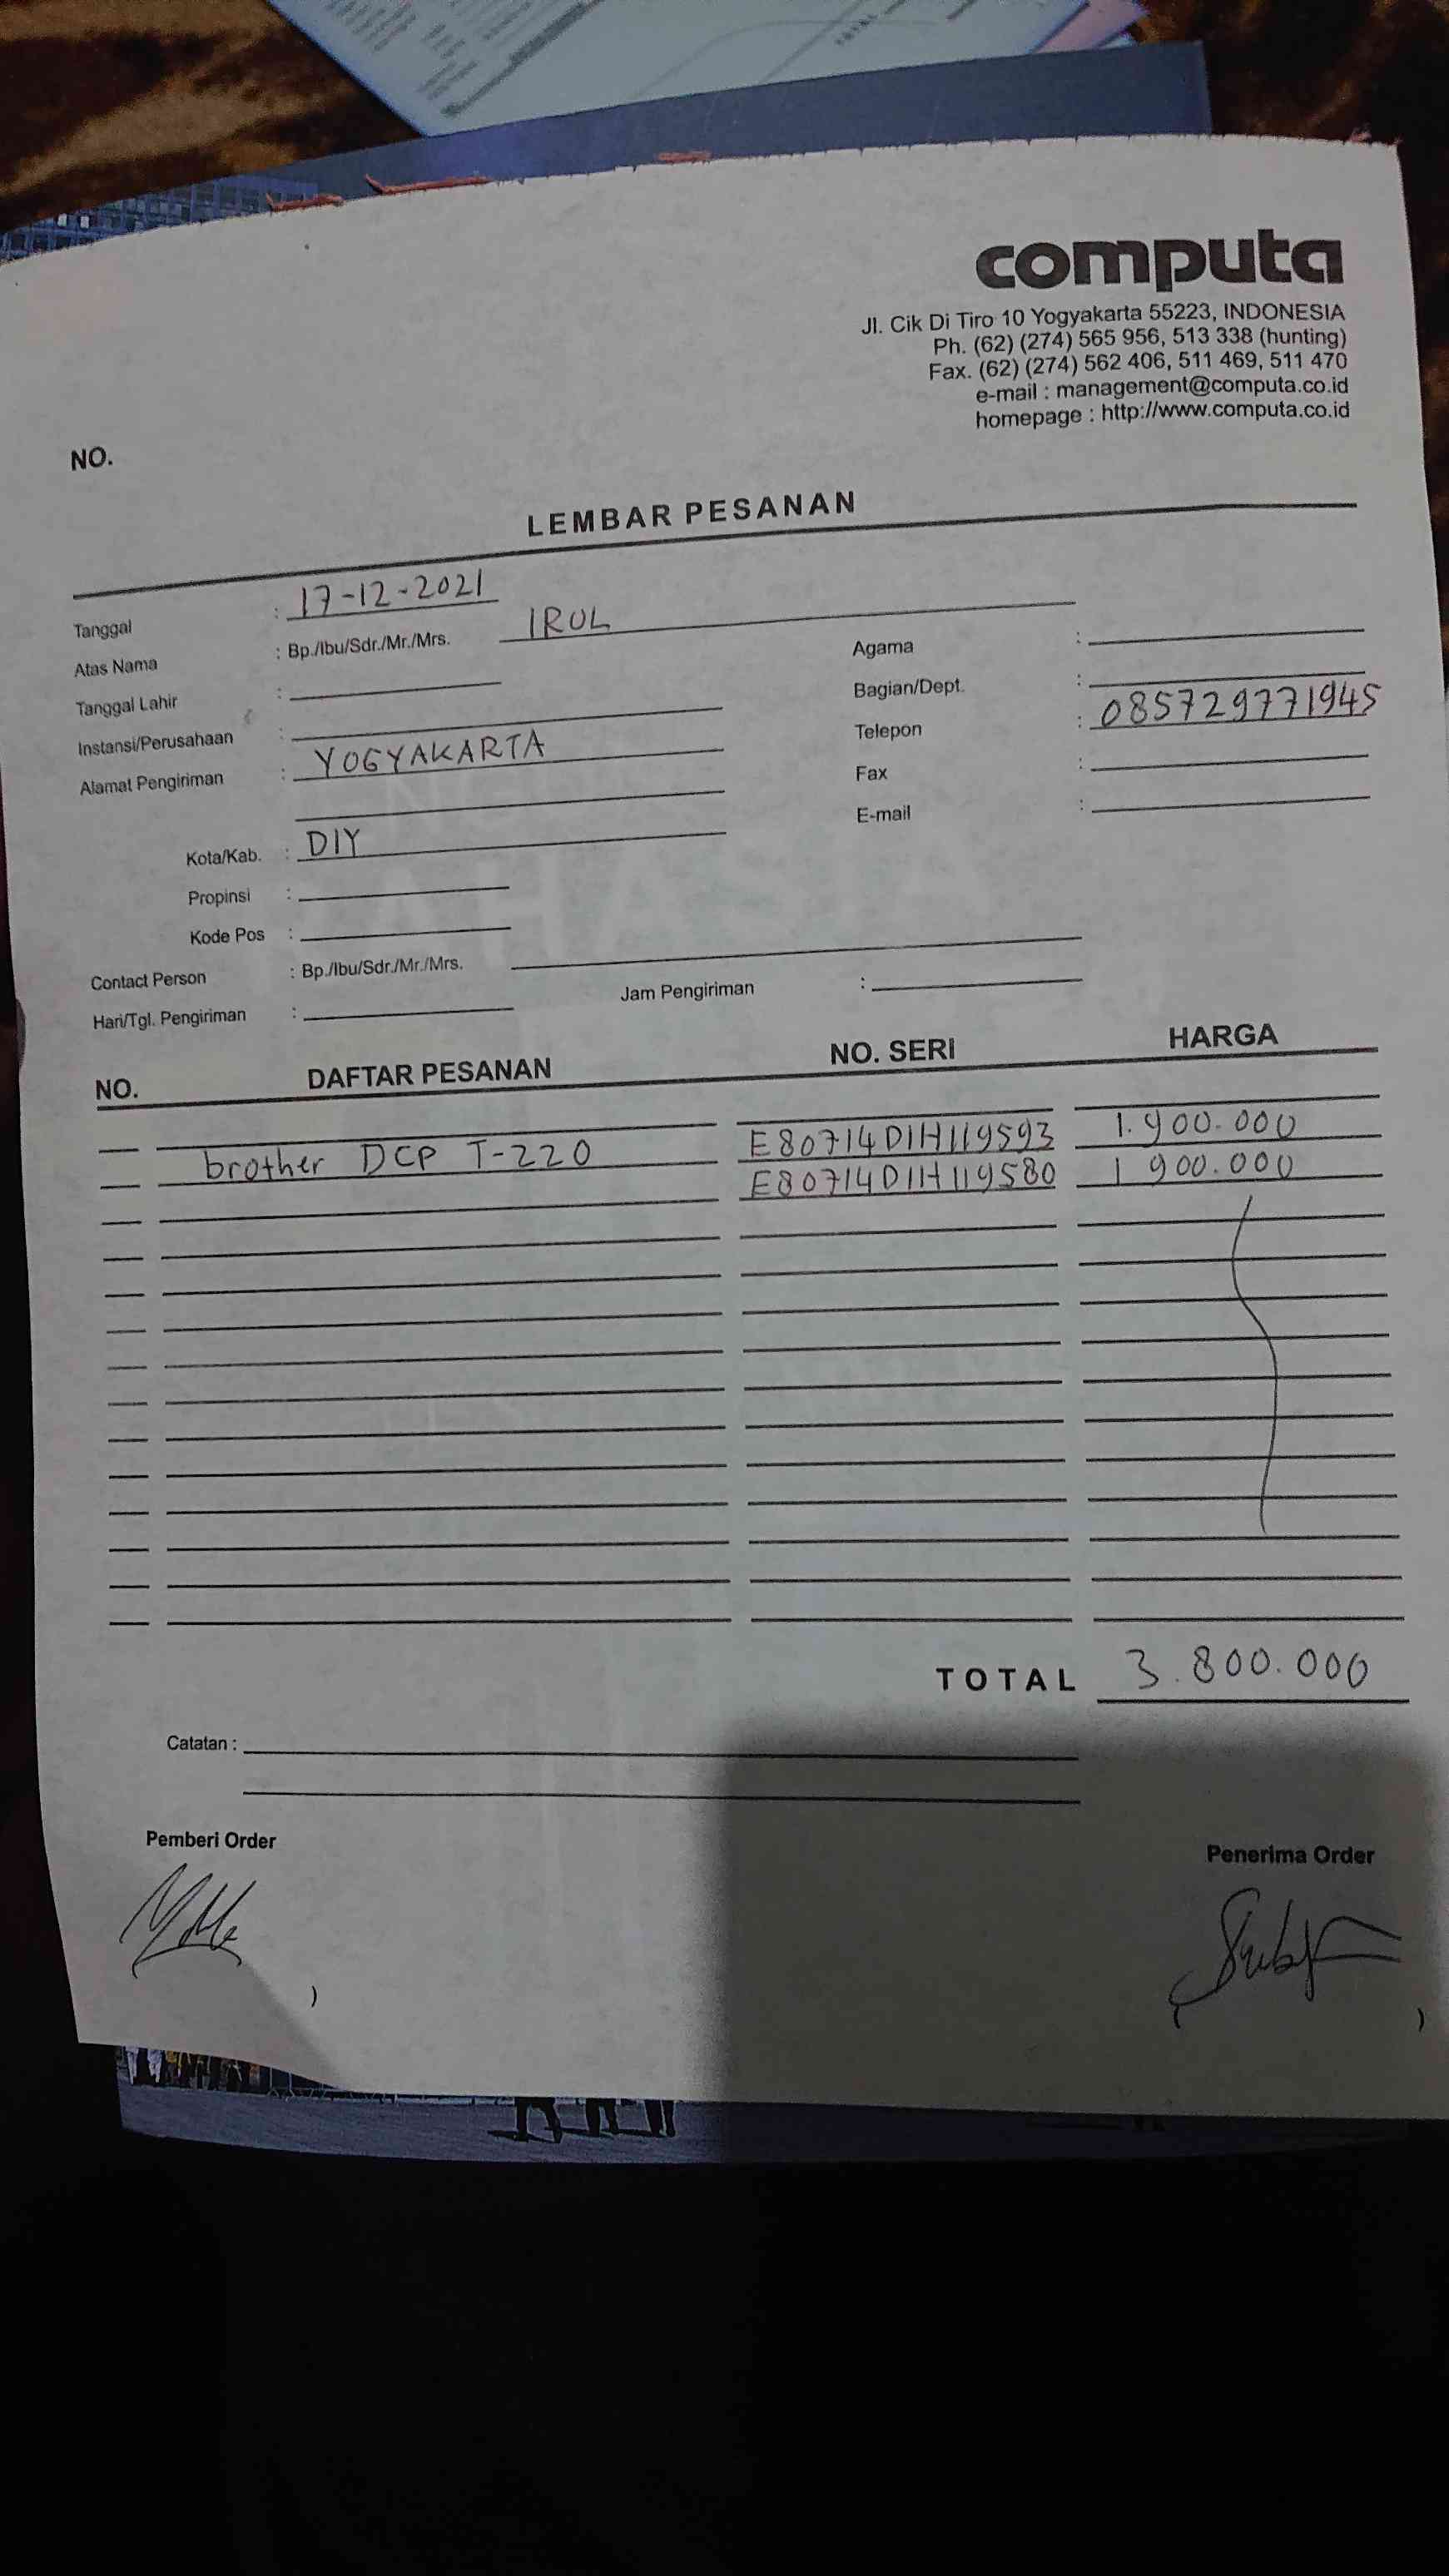 computa
Jl. Cik Di Tiro 10 Yogyakarta 55223, INDONESIA
Ph. (62) (274) 565 956, 513 338 (hunting)
Fax. (62) (274) 562 406, 511 469, 511 470
e-mail : management@computa.co.id
homepage : http://www.computa.co.id
NO.
LEMBAR PESANAN
Tanggal : 17-12-2021
Atas Nama : Bp./Ibu/Sdr./Mr./Mrs. IROL
Tanggal Lahir :
Agama :
Instansi/Perusahaan :
Bagian/Dept. :
Alamat Pengiriman : YOGYAKARTA
Telepon : 085729771945
Fax :
E-mail :
Kota/Kab. : DIY
Propinsi :
Kode Pos :
Contact Person : Bp./Ibu/Sdr./Mr./Mrs.
Hari/Tgl. Pengiriman : Jam Pengiriman :
NO. DAFTAR PESANAN NO. SERI HARGA
brother DCP T-220 E80714D1H119593 1.900.000
E80714D1H119580 1 900.000
TOTAL 3.800.000
Catatan :
Pemberi Order Penerima Order
) )